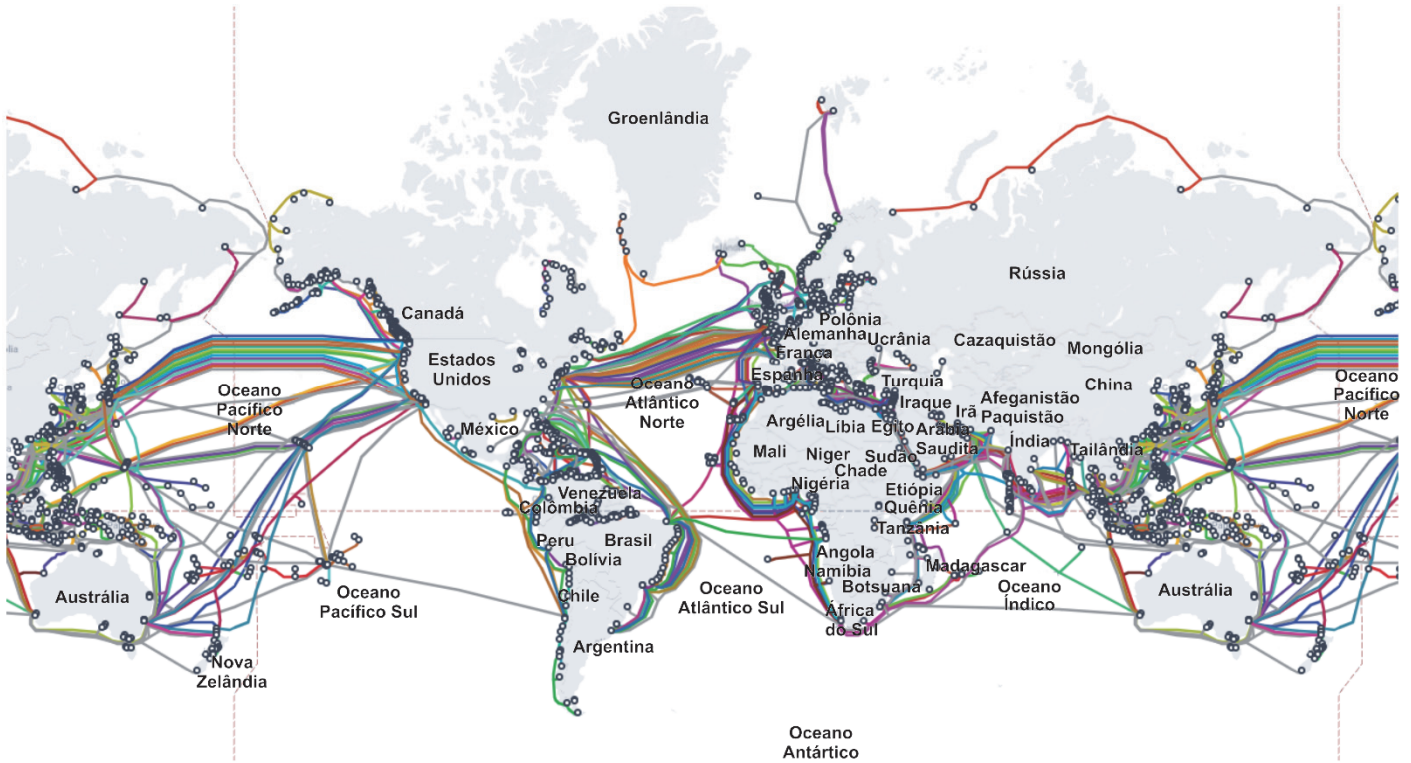 Groenlândia
Rússia
Canadá
Polônia
Alemanha
Ucrânia
Cazaquistão
Mongólia
Estados
Unidos
França
Espanha
Turquia
China
Oceano
Pacífico
Norte
Oceano
Atlântico
Norte
Iraque
Afeganistão
Irã
Paquistão
Oceano
Pacífico
Norte
México
Argélia
Líbia
Egito
Arábia
Saudita
Índia
Tailândia
Mali
Niger
Sudão
Chade
Nigéria
Venezuela
Colômbia
Etiópia
Quênia
Tanzânia
Peru
Brasil
Bolívia
Angola
Namíbia
Madagascar
Botsuana
Austrália
Oceano
Pacífico Sul
Chile
Oceano
Atlântico Sul
Oceano
Índico
Austrália
África
do Sul
Argentina
Nova
Zelândia
Oceano
Antártico